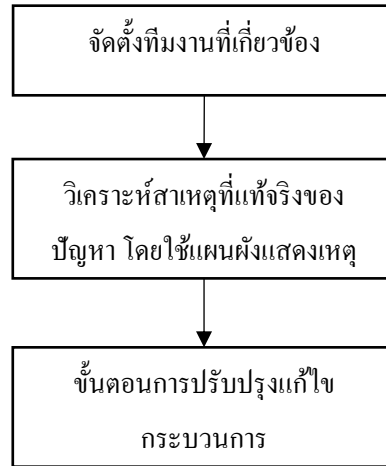 จัดตั้งทีมงานที่เกี่ยวข้อง
วิเคราะห์สาเหตุที่แท้จริงของ
ปัญหา โดยใช้แผนผังแสดงเหตุ
ขั้นตอนการปรับปรุงแก้ไข
กระบวนการ